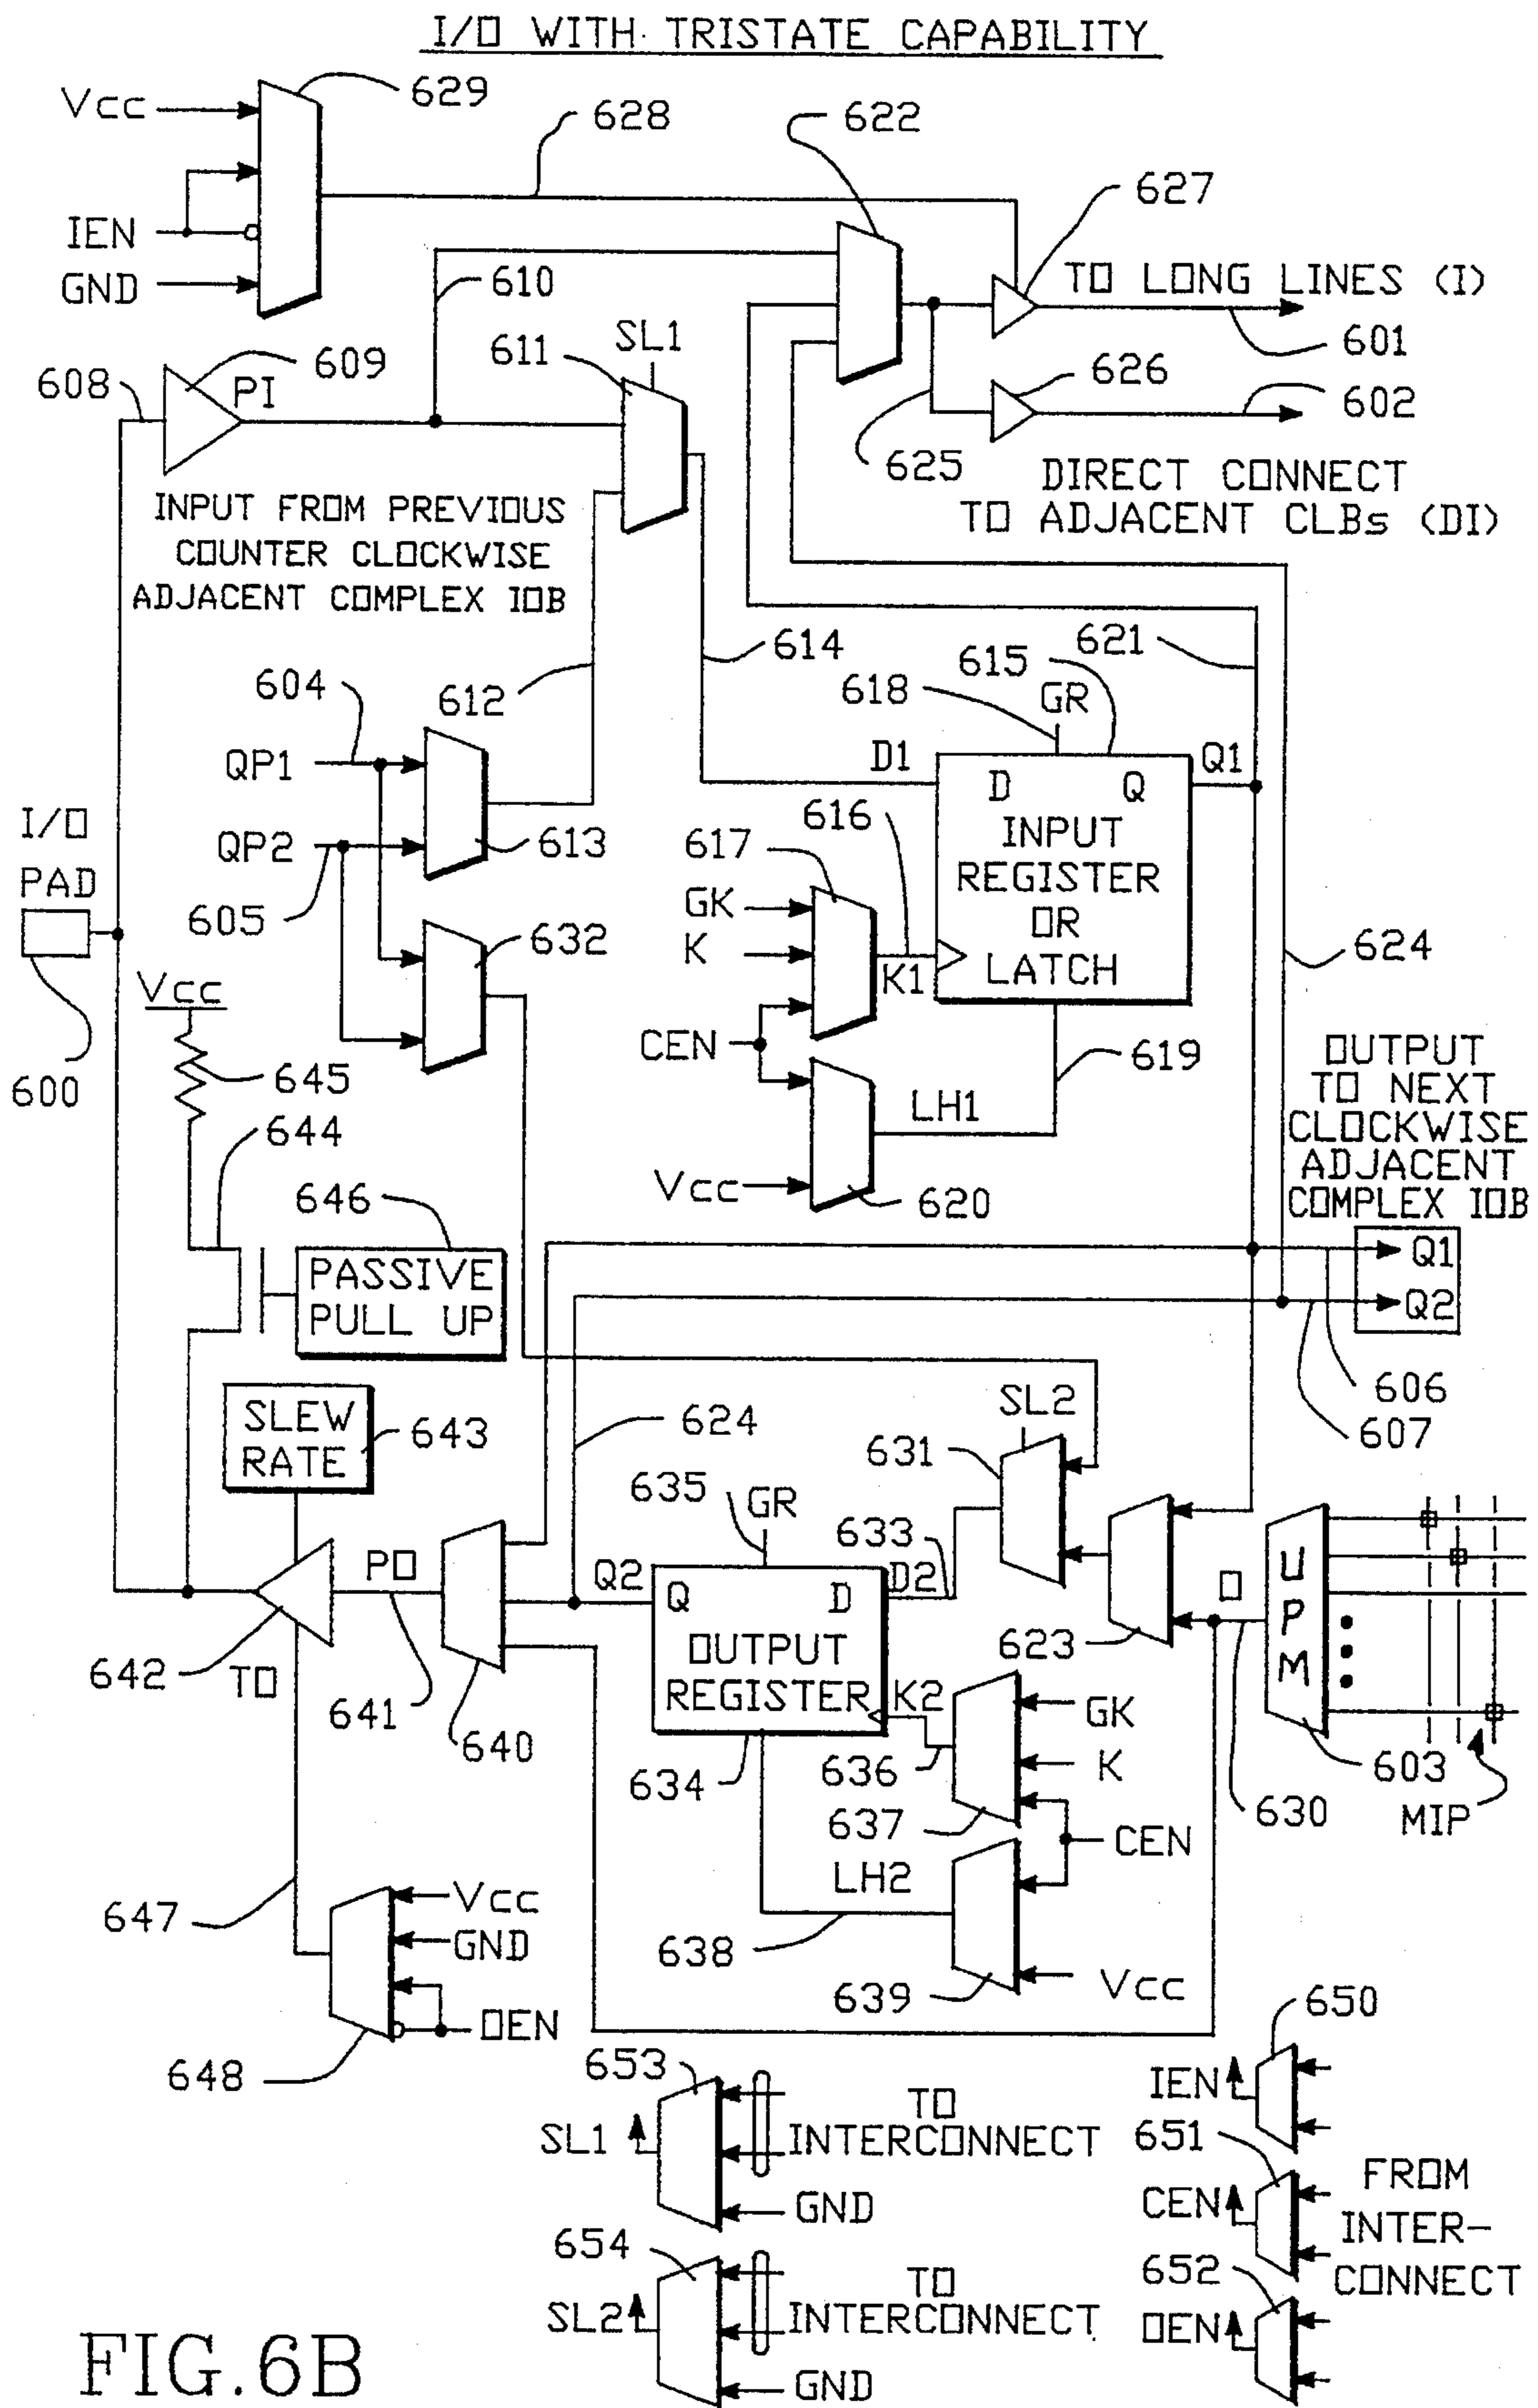 I/O WITH TRISTATE CAPABILITY
Vcc
629
628
622
627
IEN
GND
610
TO LONG LINES (I)
601
608
609
PI
611
SL1
626
602
625
INPUT FROM PREVIOUS
COUNTER CLOCKWISE
ADJACENT COMPLEX IOB
DIRECT CONNECT
TO ADJACENT CLBs (DI)
604
612
614
621
615
618
GR
QP1
D1
Q1
D
Q
I/O
PAD
QP2
613
616
617
INPUT
REGISTER
OR
LATCH
GK
K
605
632
K1
624
Vcc
CEN
600
645
619
OUTPUT
TO NEXT
CLOCKWISE
ADJACENT
COMPLEX IOB
LH1
644
Vcc
620
646
PASSIVE
PULL UP
Q1
Q2
606
607
SLEW
RATE
643
624
SL2
631
635
GR
633
PO
Q2
D2
Q
D
O
UPM
OUTPUT
REGISTER
623
642
TO
641
640
K2
GK
634
636
K
603
630
MIP
637
CEN
LH2
647
Vcc
GND
638
639
Vcc
OEN
648
650
653
IEN
SL1
TO
INTERCONNECT
651
GND
CEN
FROM
INTER-
CONNECT
654
652
SL2
TO
INTERCONNECT
OEN
GND
FIG.6B